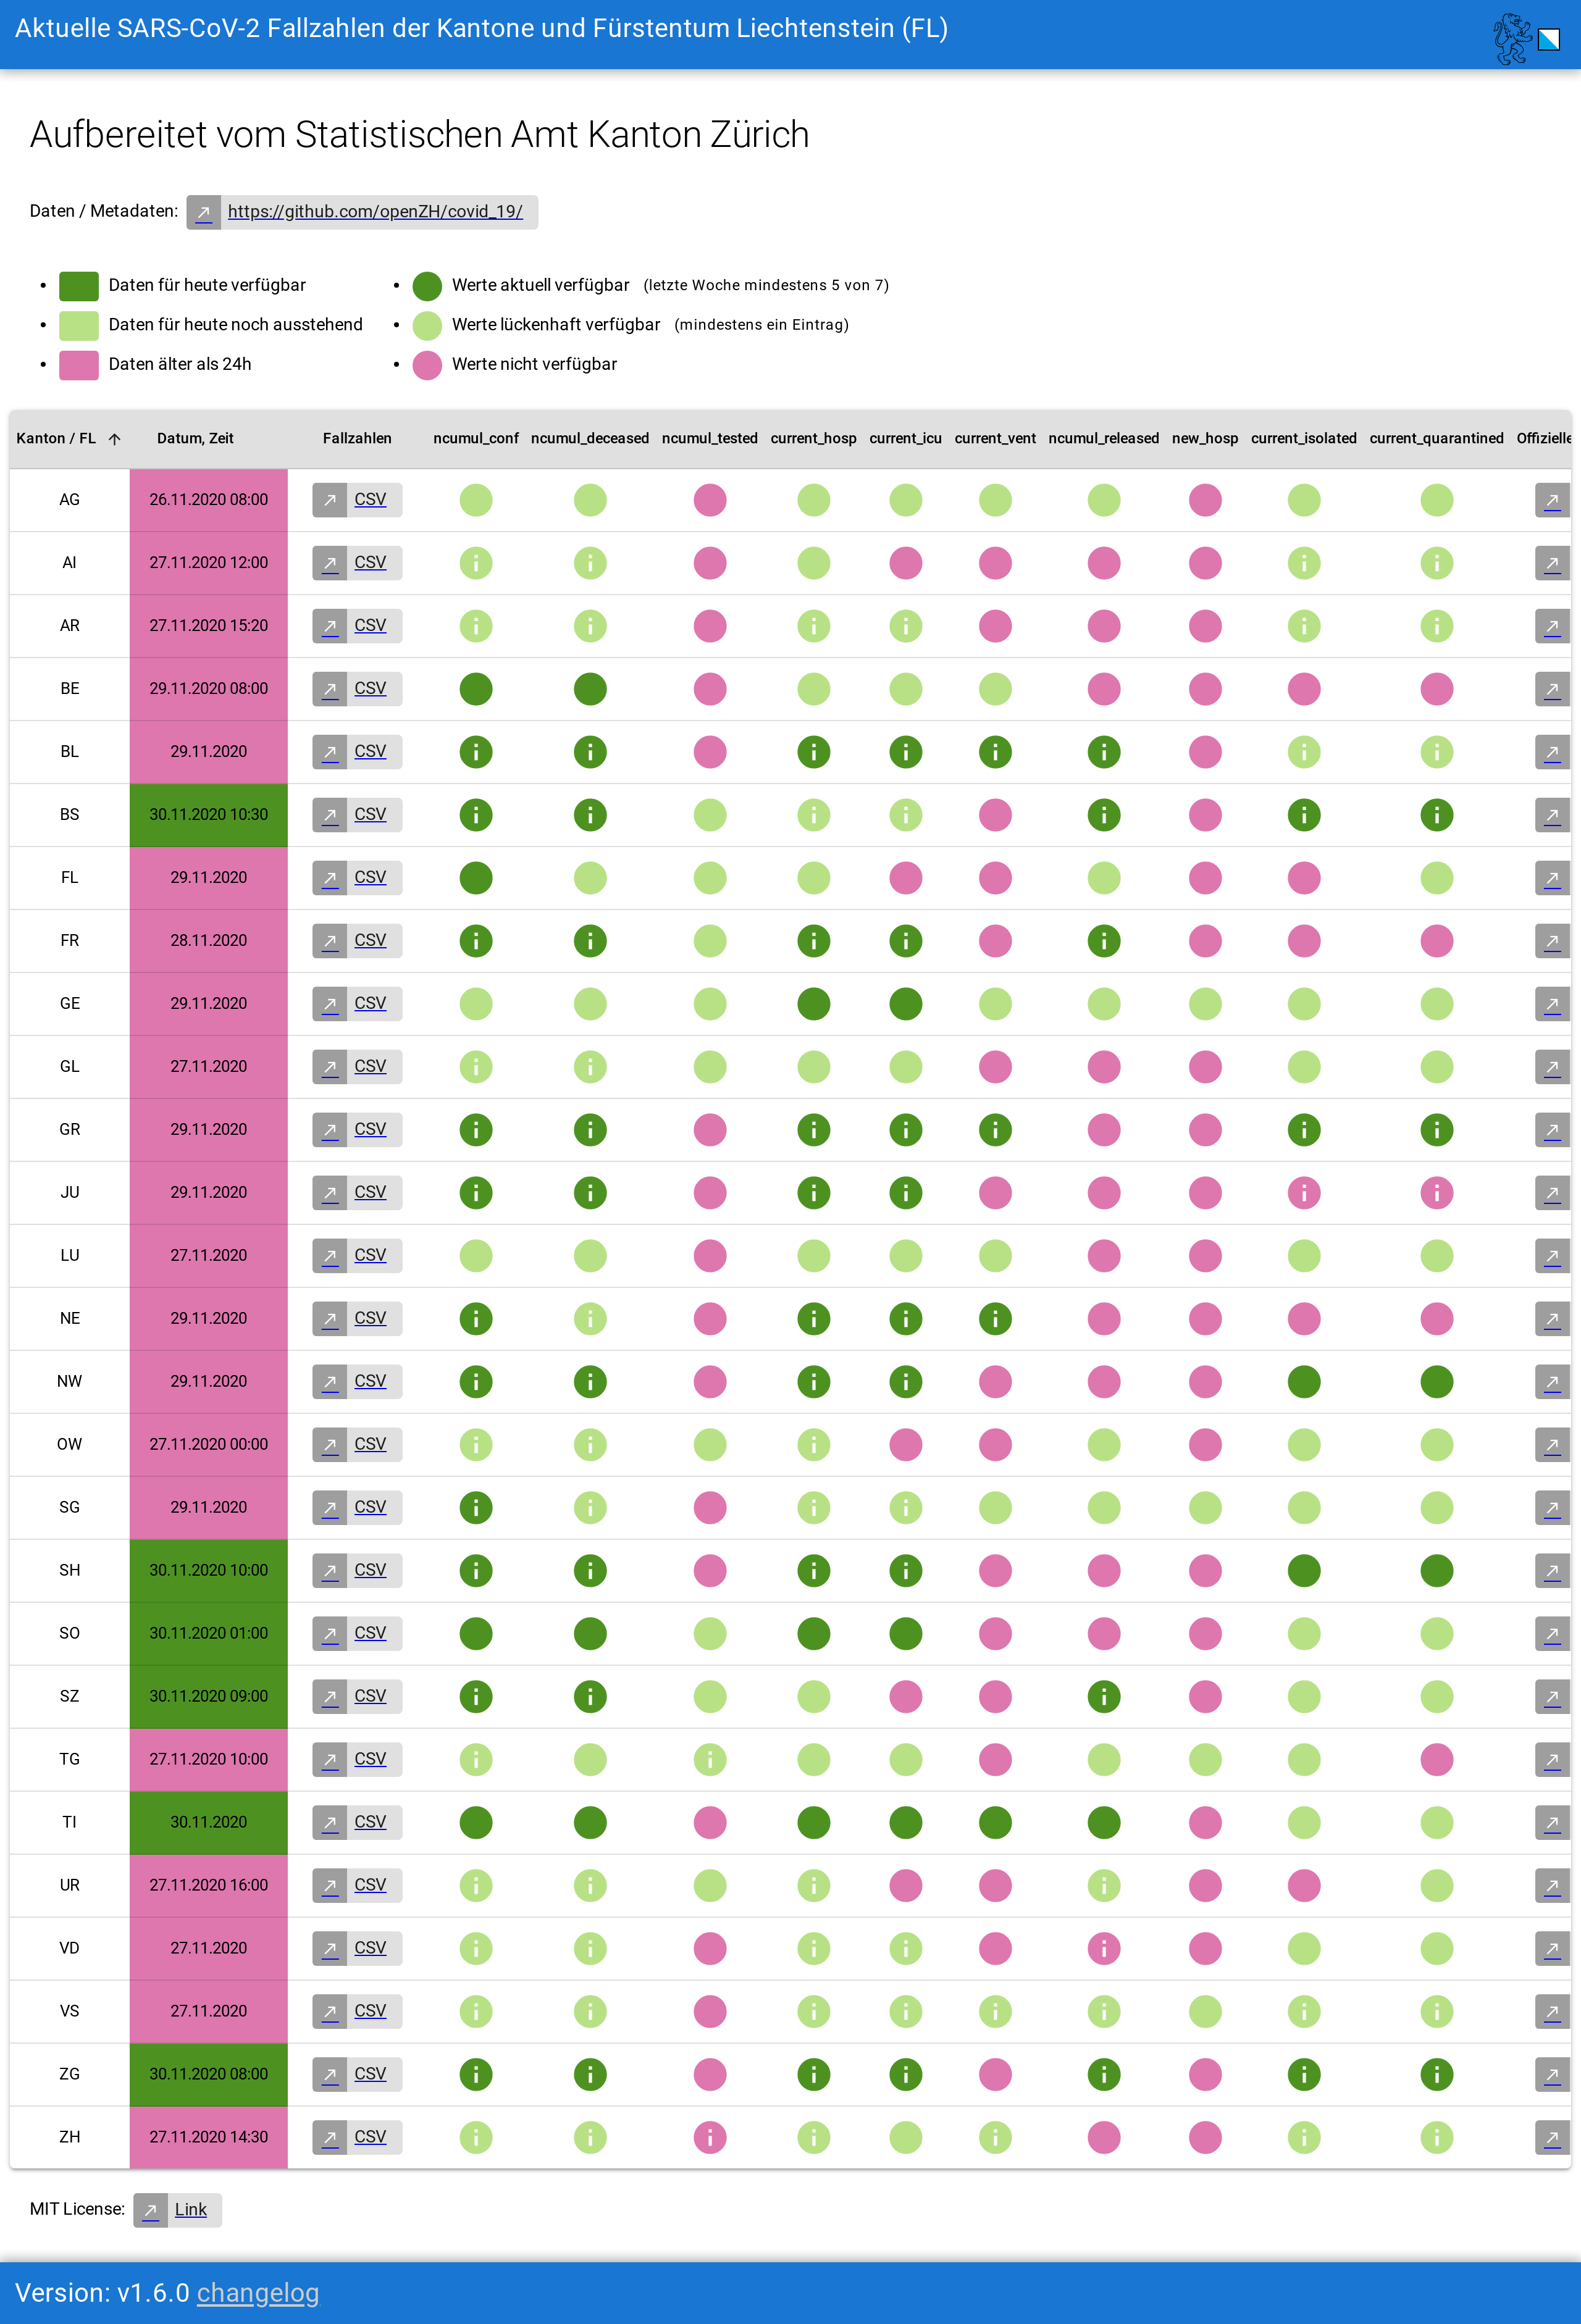 Aktuelle SARS-CoV-2 Fallzahlen der Kantone und Fürstentum Liechtenstein (FL)
Aufbereitet vom Statistischen Amt Kanton Zürich
Daten / Metadaten: https://github.com/openZH/covid_19/
Daten für heute verfügbar
Daten für heute noch ausstehend
Daten älter als 24h
Werte aktuell verfügbar (letzte Woche mindestens 5 von 7)
Werte lückenhaft verfügbar (mindestens ein Eintrag)
Werte nicht verfügbar
Kanton / FL Datum, Zeit Fallzahlen ncumul_conf ncumul_deceased ncumul_tested current_hosp current_icu current_vent ncumul_released new_hosp current_isolated current_quarantined Offizielle
AG 26.11.2020 08:00 CSV
AI 27.11.2020 12:00 CSV
AR 27.11.2020 15:20 CSV
BE 29.11.2020 08:00 CSV
BL 29.11.2020 CSV
BS 30.11.2020 10:30 CSV
FL 29.11.2020 CSV
FR 28.11.2020 CSV
GE 29.11.2020 CSV
GL 27.11.2020 CSV
GR 29.11.2020 CSV
JU 29.11.2020 CSV
LU 27.11.2020 CSV
NE 29.11.2020 CSV
NW 29.11.2020 CSV
OW 27.11.2020 00:00 CSV
SG 29.11.2020 CSV
SH 30.11.2020 10:00 CSV
SO 30.11.2020 01:00 CSV
SZ 30.11.2020 09:00 CSV
TG 27.11.2020 10:00 CSV
TI 30.11.2020 CSV
UR 27.11.2020 16:00 CSV
VD 27.11.2020 CSV
VS 27.11.2020 CSV
ZG 30.11.2020 08:00 CSV
ZH 27.11.2020 14:30 CSV
MIT License: Link
Version: v1.6.0 changelog